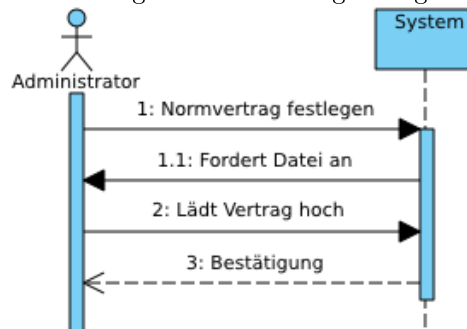 System
Administrator
1: Normvertrag festlegen
1.1: Fordert Datei an
2: Lädt Vertrag hoch
3: Bestätigung